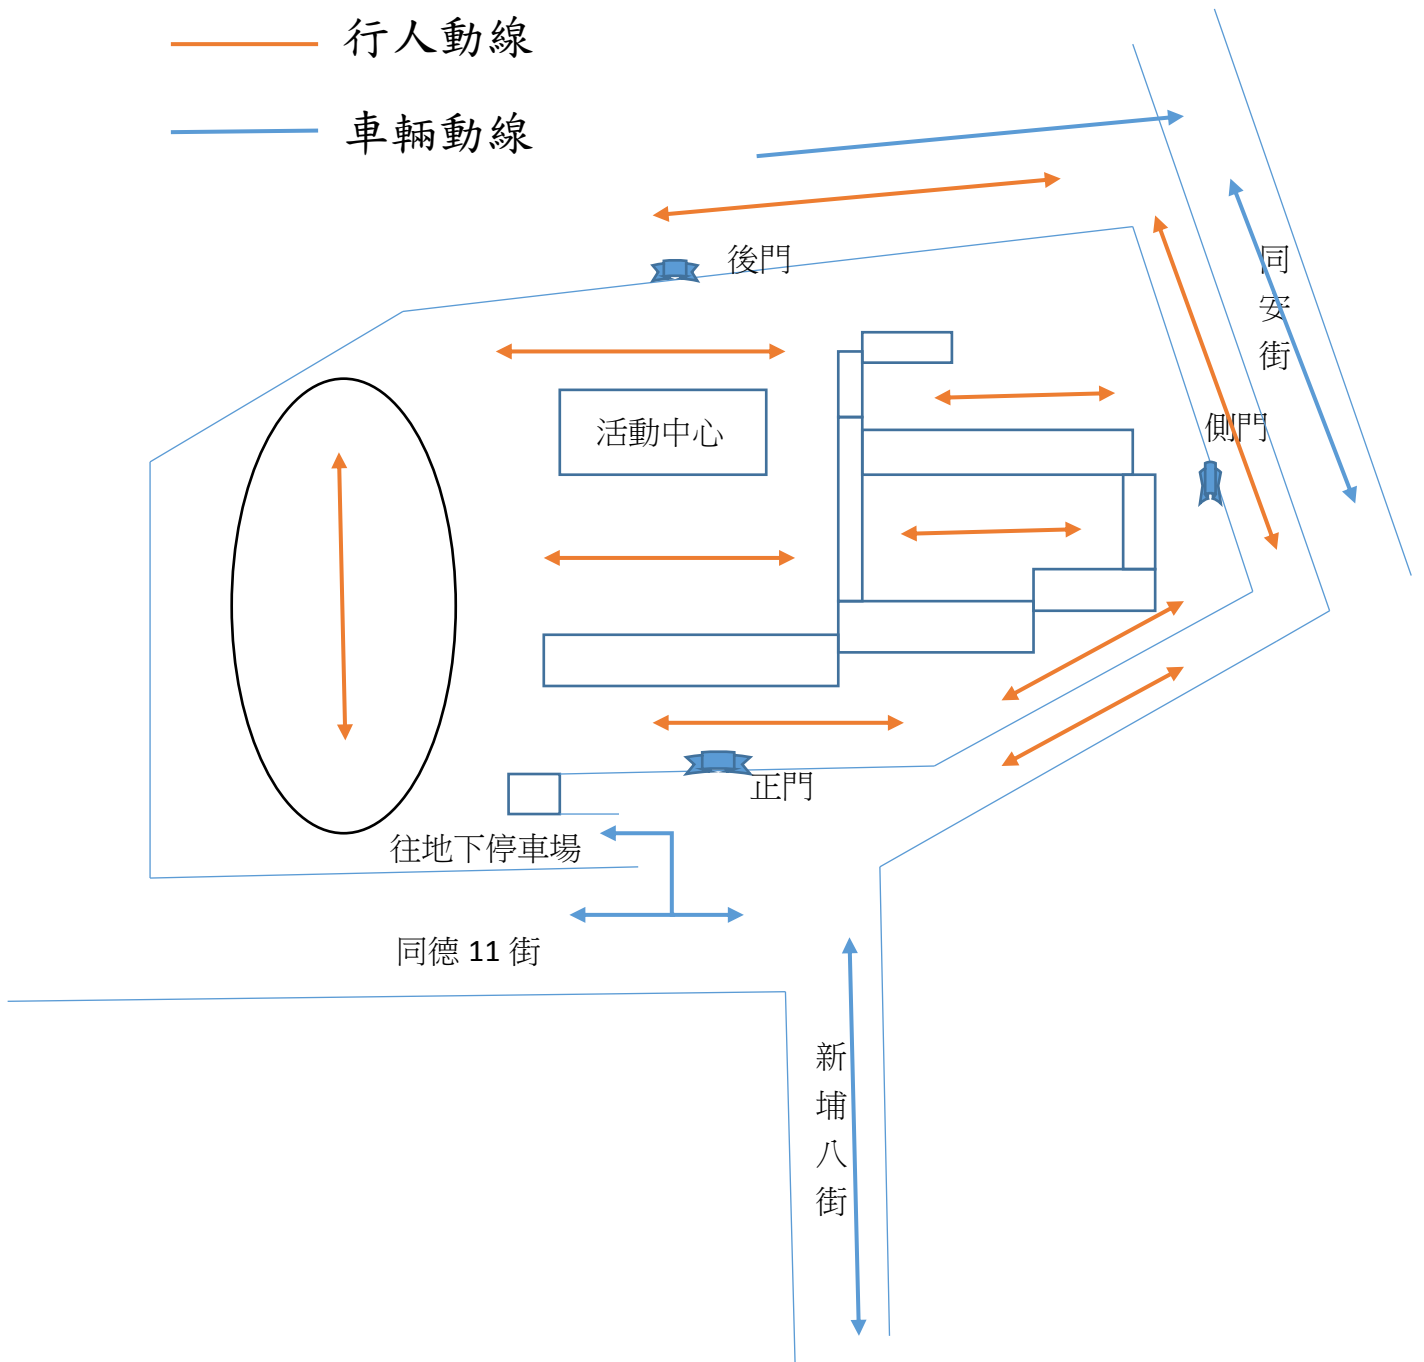 行人動線
車輛動線
後門
同安街
側門
活動中心
正門
往地下停車場
同德 11 街
新埔八街